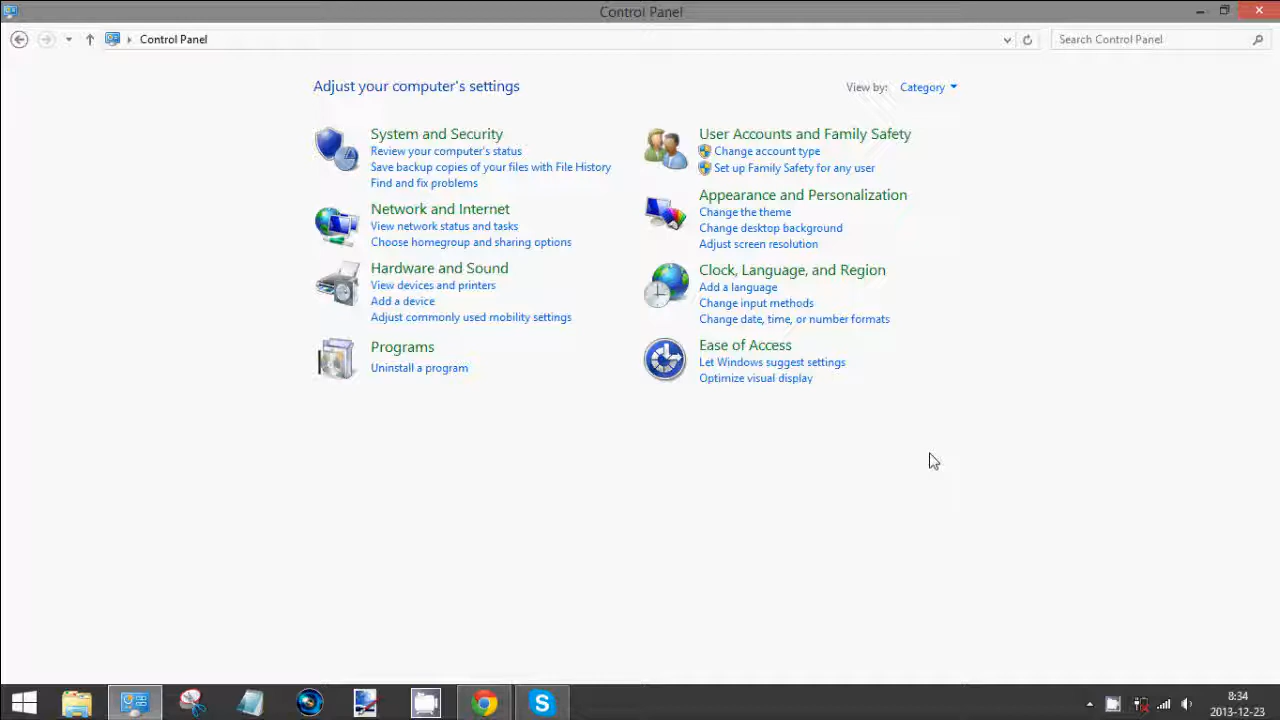 Control Panel
Control Panel
Search Control Panel
Adjust your computer's settings
View by: Category
System and Security
Review your computer's status
Save backup copies of your files with File History
Find and fix problems
Network and Internet
View network status and tasks
Choose homegroup and sharing options
Hardware and Sound
View devices and printers
Add a device
Adjust commonly used mobility settings
Programs
Uninstall a program
User Accounts and Family Safety
Change account type
Set up Family Safety for any user
Appearance and Personalization
Change the theme
Change desktop background
Adjust screen resolution
Clock, Language, and Region
Add a language
Change input methods
Change date, time, or number formats
Ease of Access
Let Windows suggest settings
Optimize visual display
8:34
2013-12-23